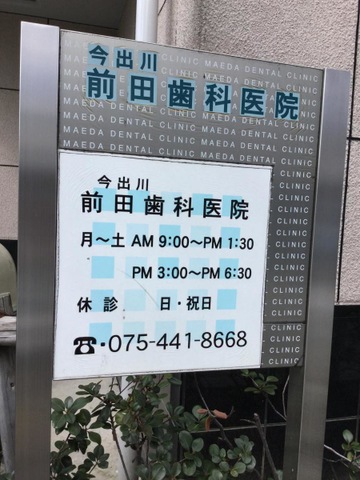 今出川
前田歯科医院
MAEDA DENTAL CLINIC
今出川
前田歯科医院
月〜土 AM 9:00〜PM 1:30
PM 3:00〜PM 6:30
休診 日・祝日
☎・075-441-8668